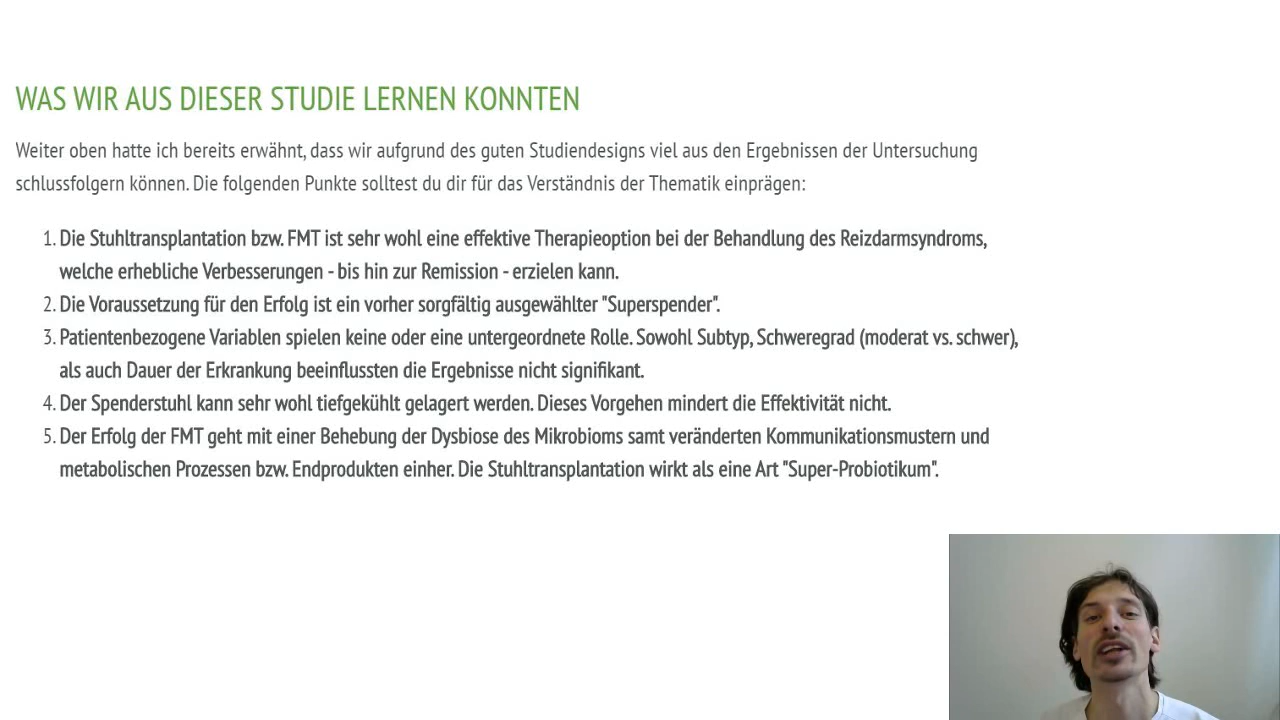 WAS WIR AUS DIESER STUDIE LERNEN KONNTEN
Weiter oben hatte ich bereits erwähnt, dass wir aufgrund des guten Studiendesigns viel aus den Ergebnissen der Untersuchung
schlussfolgern können. Die folgenden Punkte solltest du dir für das Verständnis der Thematik einprägen:
1. Die Stuhltransplantation bzw. FMT ist sehr wohl eine effektive Therapieoption bei der Behandlung des Reizdarmsyndroms,
welche erhebliche Verbesserungen - bis hin zur Remission - erzielen kann.
2. Die Voraussetzung für den Erfolg ist ein vorher sorgfältig ausgewählter "Superspender".
3. Patientenbezogene Variablen spielen keine oder eine untergeordnete Rolle. Sowohl Subtyp, Schweregrad (moderat vs. schwer),
als auch Dauer der Erkrankung beeinflussten die Ergebnisse nicht signifikant.
4. Der Spenderstuhl kann sehr wohl tiefgekühlt gelagert werden. Dieses Vorgehen mindert die Effektivität nicht.
5. Der Erfolg der FMT geht mit einer Behebung der Dysbiose des Mikrobioms samt veränderten Kommunikationsmustern und
metabolischen Prozessen bzw. Endprodukten einher. Die Stuhltransplantation wirkt als eine Art "Super-Probiotikum".